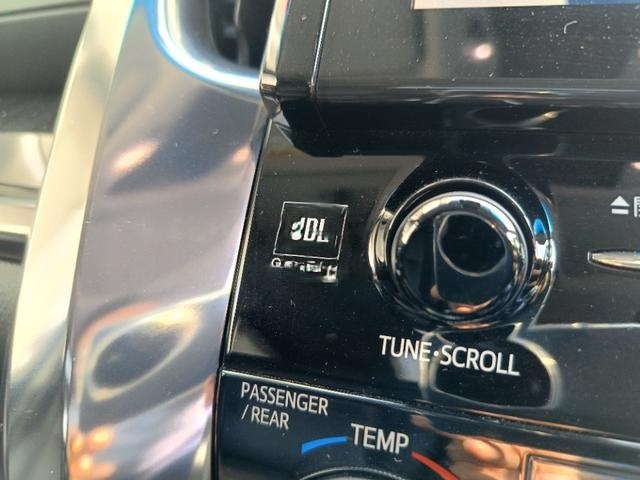 JBL
TUNE·SCROLL
PASSENGER
/ REAR
TEMP